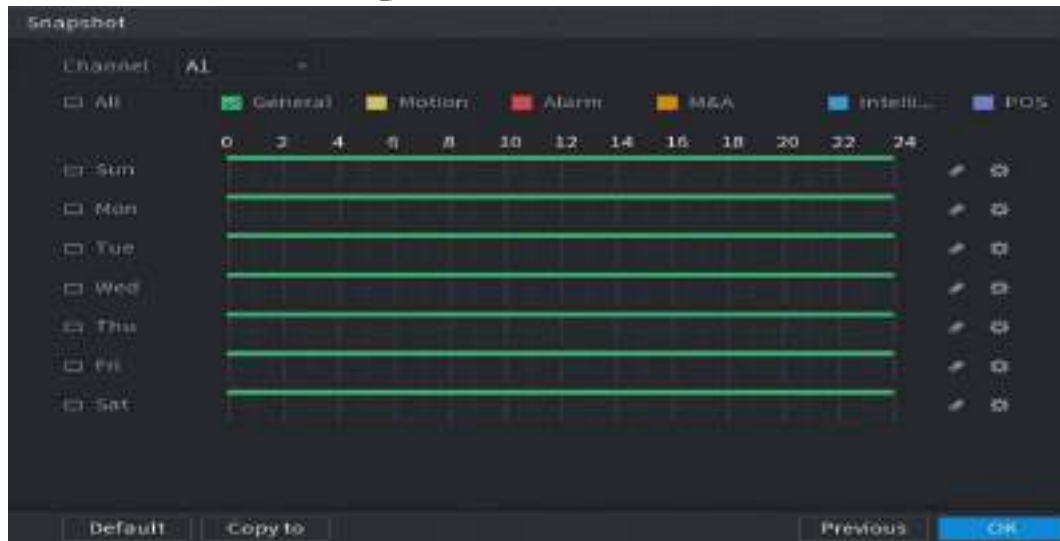 Snapshot
Channel A1
All General Motion Alarm M&A Intelli... POS
0 2 4 6 8 10 12 14 16 18 20 22 24
Sun
Mon
Tue
Wed
Thu
Fri
Sat
Default Copy to Previous OK